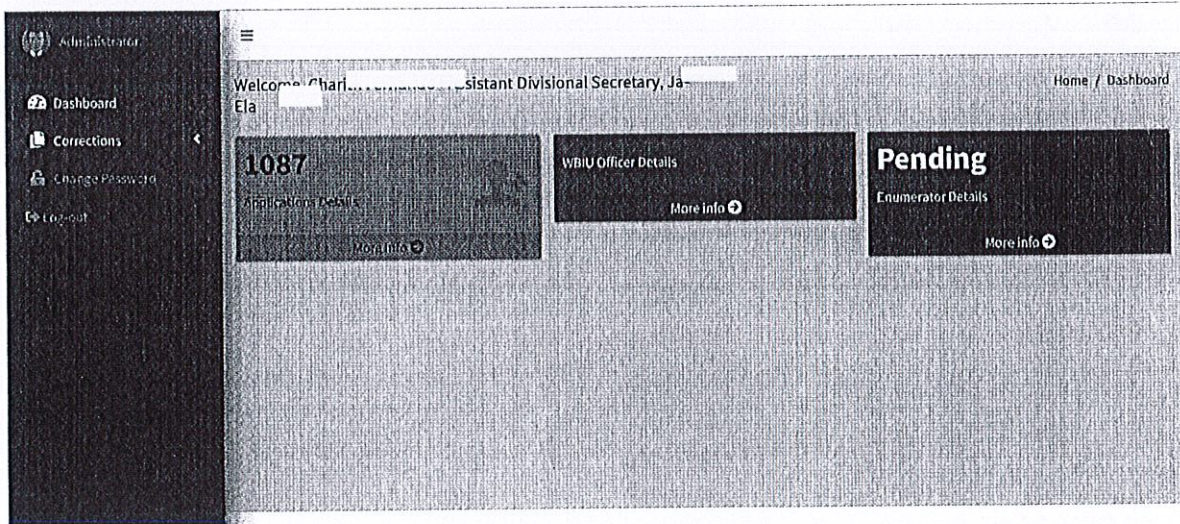 Administrator
Dashboard
Corrections
Change Password
Log-out
Welcome
sistant Divisional Secretary, Ja-
Ela
Home / Dashboard
1087
Applications Details
More info
WBIU Officer Details
More info
Pending
Enumerator Details
More info